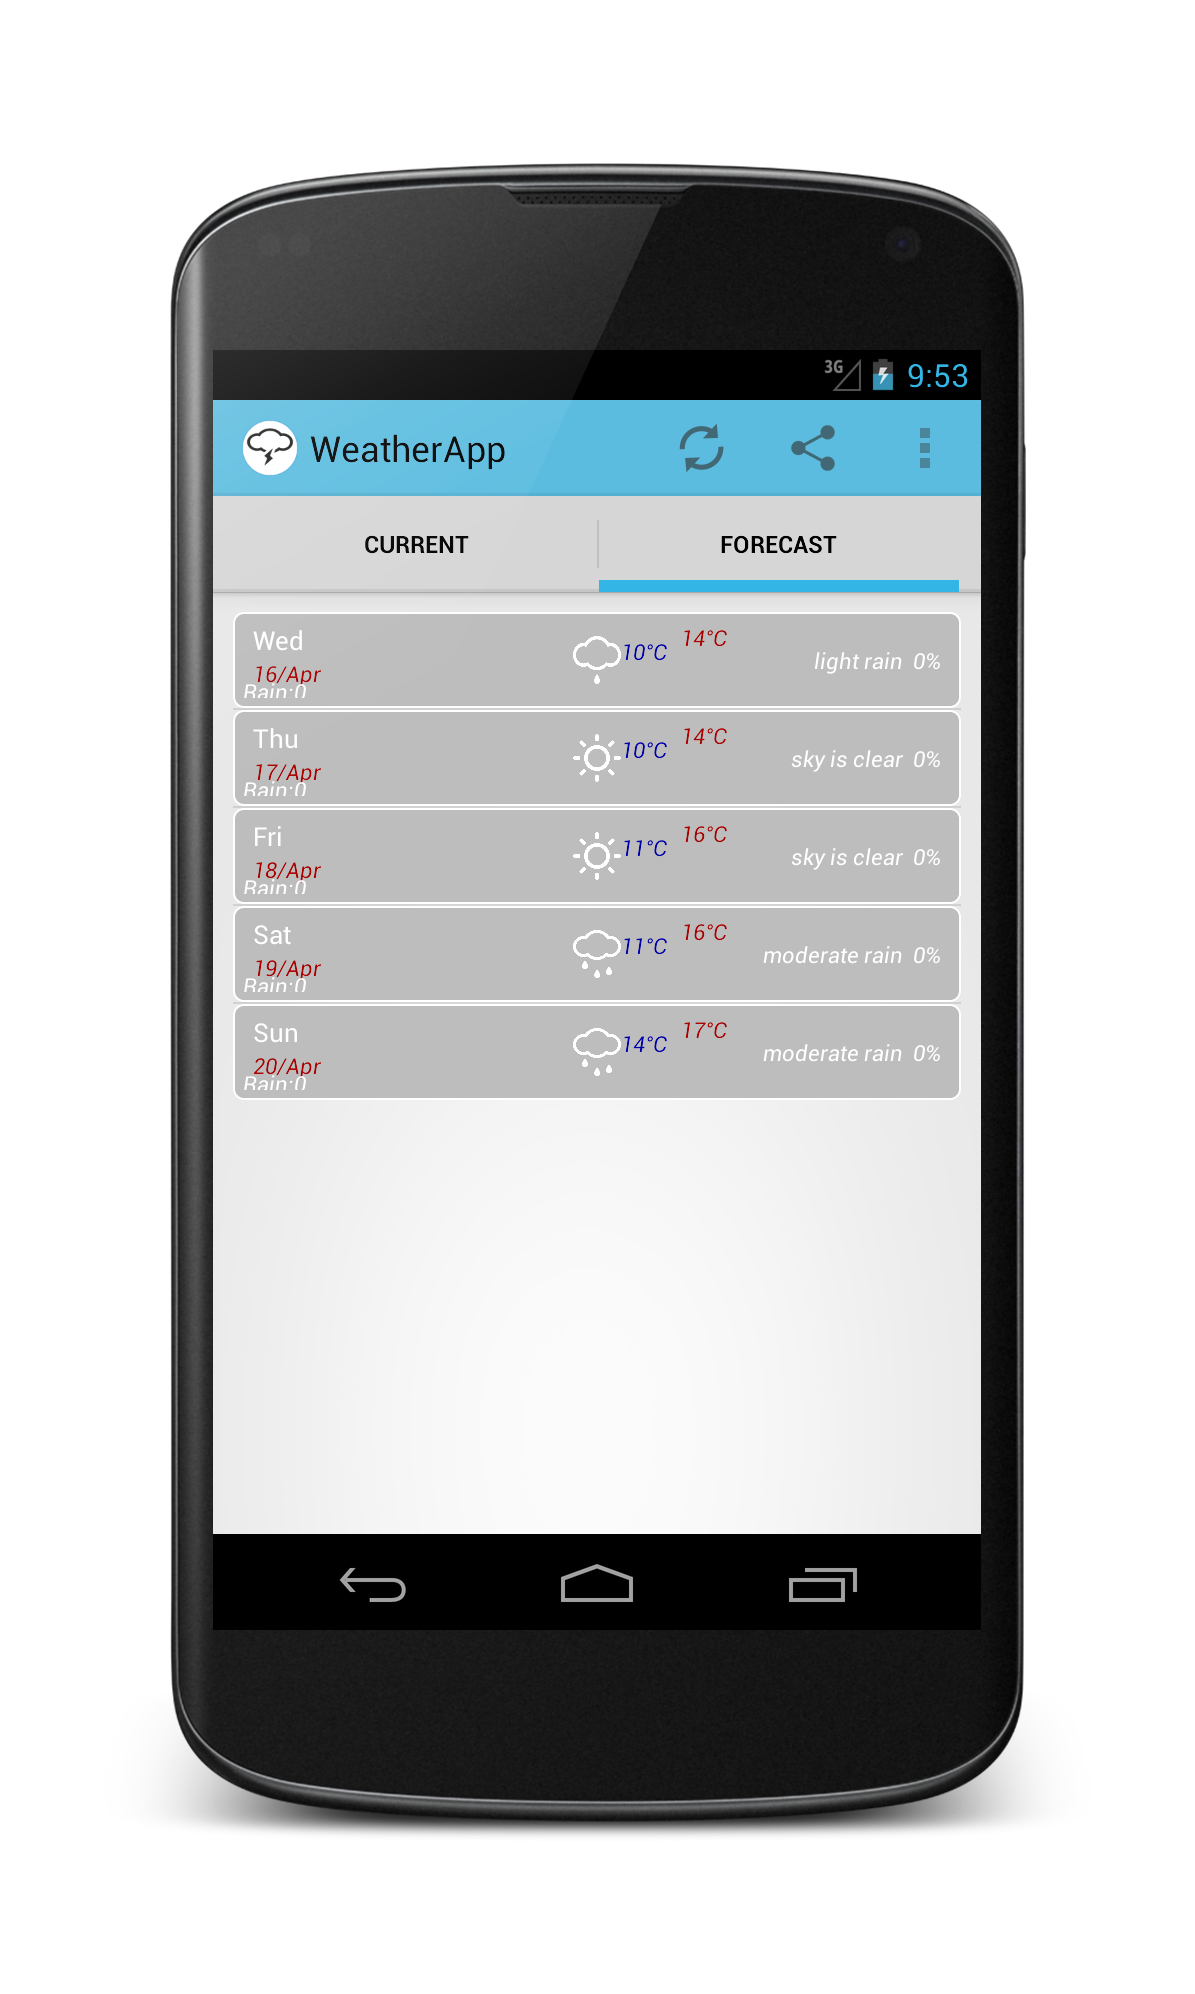 3G 9:53
WeatherApp
CURRENT FORECAST
Wed
16/Apr
Rain:0
10°C 14°C
light rain 0%
Thu
17/Apr
Rain:0
10°C 14°C
sky is clear 0%
Fri
18/Apr
Rain:0
11°C 16°C
sky is clear 0%
Sat
19/Apr
Rain:0
11°C 16°C
moderate rain 0%
Sun
20/Apr
Rain:0
14°C 17°C
moderate rain 0%